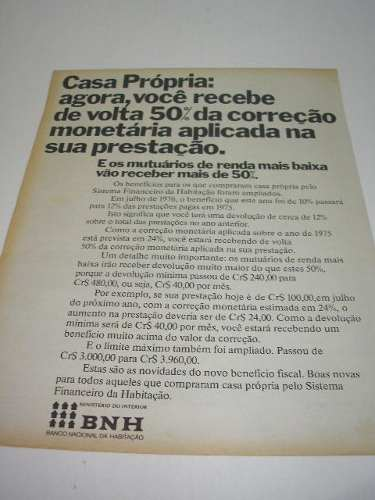 Casa Própria:
agora, você recebe
de volta 50% da correção
monetária aplicada na
sua prestação.
E os mutuários de renda mais baixa
vão receber mais de 50%.
Os benefícios para os que compraram casa própria pelo
Sistema Financeiro da Habitação foram ampliados.
Em julho de 1976, o benefício que este ano foi de 10% passará
para 12% das prestações pagas em 1975.
Isto significa que você terá uma devolução de cerca de 12%
sobre o total das prestações no ano anterior.
Como a correção monetária aplicada sobre o ano de 1975
está prevista em 24%, você estará recebendo de volta
50% da correção monetária aplicada na sua prestação.
Um detalhe muito importante: os mutuários de renda mais
baixa irão receber devolução muito maior do que estes 50%,
porque a devolução mínima passou de Cr$ 240,00 para
Cr$ 480,00, ou seja, Cr$ 40,00 por mês.
Por exemplo, se sua prestação hoje é de Cr$ 100,00, em julho
do próximo ano, com a correção monetária estimada em 24%, o
aumento na prestação deveria ser de Cr$ 24,00. Como a devolução
mínima será de Cr$ 40,00 por mês, você estará recebendo um
benefício muito acima do valor da correção.
E o limite máximo também foi ampliado. Passou de
Cr$ 3.000,00 para Cr$ 3.960,00.
Estas são as novidades do novo benefício fiscal. Boas novas
para todos aqueles que compraram casa própria pelo Sistema
Financeiro da Habitação.
MINISTÉRIO DO INTERIOR
BNH
BANCO NACIONAL DA HABITAÇÃO